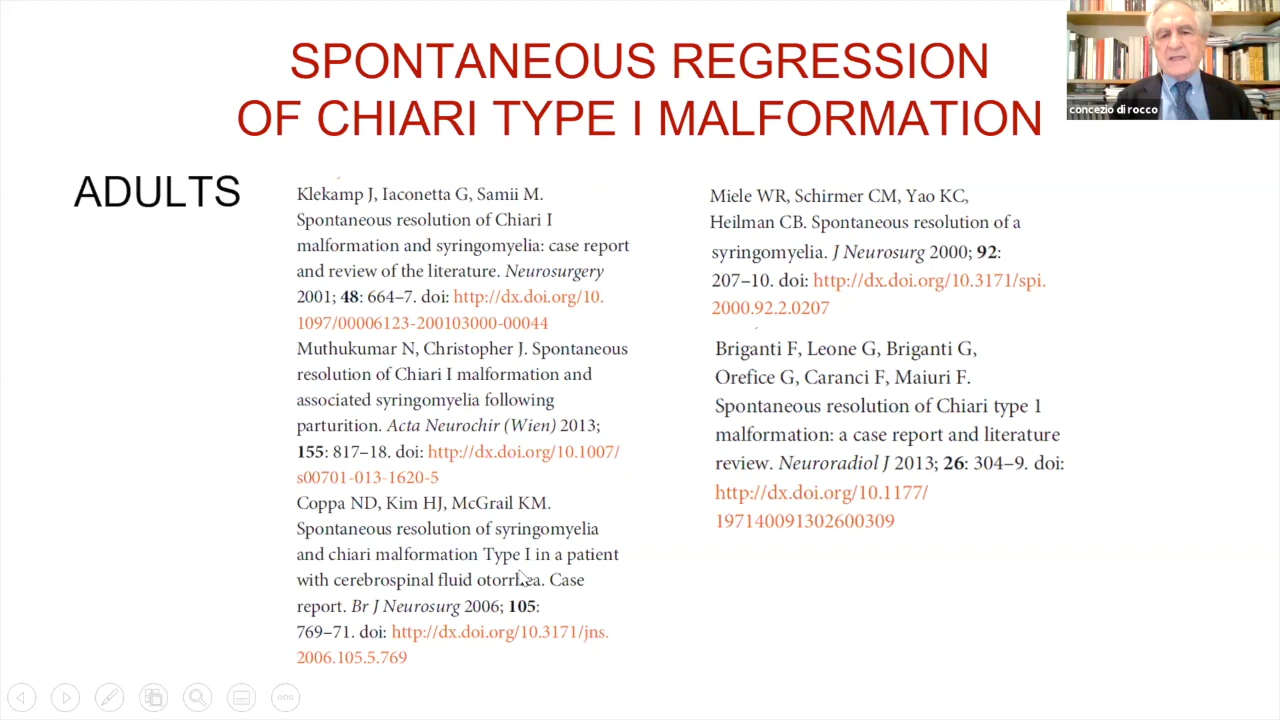 SPONTANEOUS REGRESSION
OF CHIARI TYPE I MALFORMATION
concezio di rocco
ADULTS
Klekamp J, Iaconetta G, Samii M.
Spontaneous resolution of Chiari I
malformation and syringomyelia: case report
and review of the literature. Neurosurgery
2001; 48: 664–7. doi: http://dx.doi.org/10.
1097/00006123-200103000-00044
Muthukumar N, Christopher J. Spontaneous
resolution of Chiari I malformation and
associated syringomyelia following
parturition. Acta Neurochir (Wien) 2013;
155: 817–18. doi: http://dx.doi.org/10.1007/
s00701-013-1620-5
Coppa ND, Kim HJ, McGrail KM.
Spontaneous resolution of syringomyelia
and chiari malformation Type I in a patient
with cerebrospinal fluid otorrhea. Case
report. Br J Neurosurg 2006; 105:
769–71. doi: http://dx.doi.org/10.3171/jns.
2006.105.5.769
Miele WR, Schirmer CM, Yao KC,
Heilman CB. Spontaneous resolution of a
syringomyelia. J Neurosurg 2000; 92:
207–10. doi: http://dx.doi.org/10.3171/spi.
2000.92.2.0207
Briganti F, Leone G, Briganti G,
Orefice G, Caranci F, Maiuri F.
Spontaneous resolution of Chiari type 1
malformation: a case report and literature
review. Neuroradiol J 2013; 26: 304–9. doi:
http://dx.doi.org/10.1177/
197140091302600309